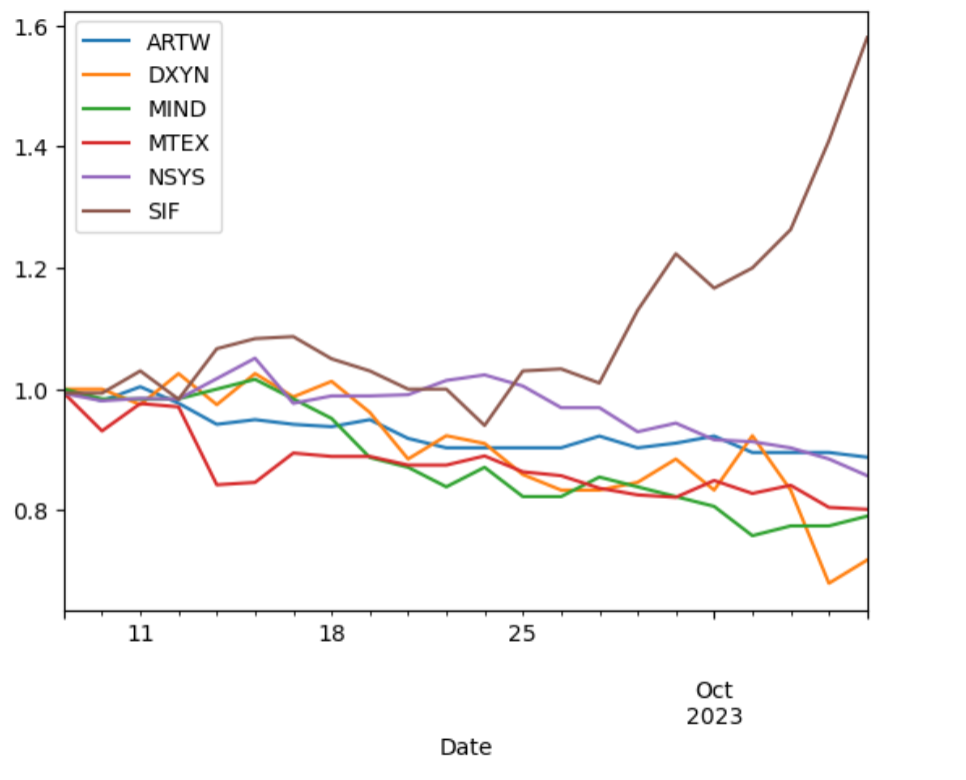 1.6
1.4
1.2
1.0
0.8
ARTW
DXYN
MIND
MTEX
NSYS
SIF
11
18
25
Oct
2023
Date